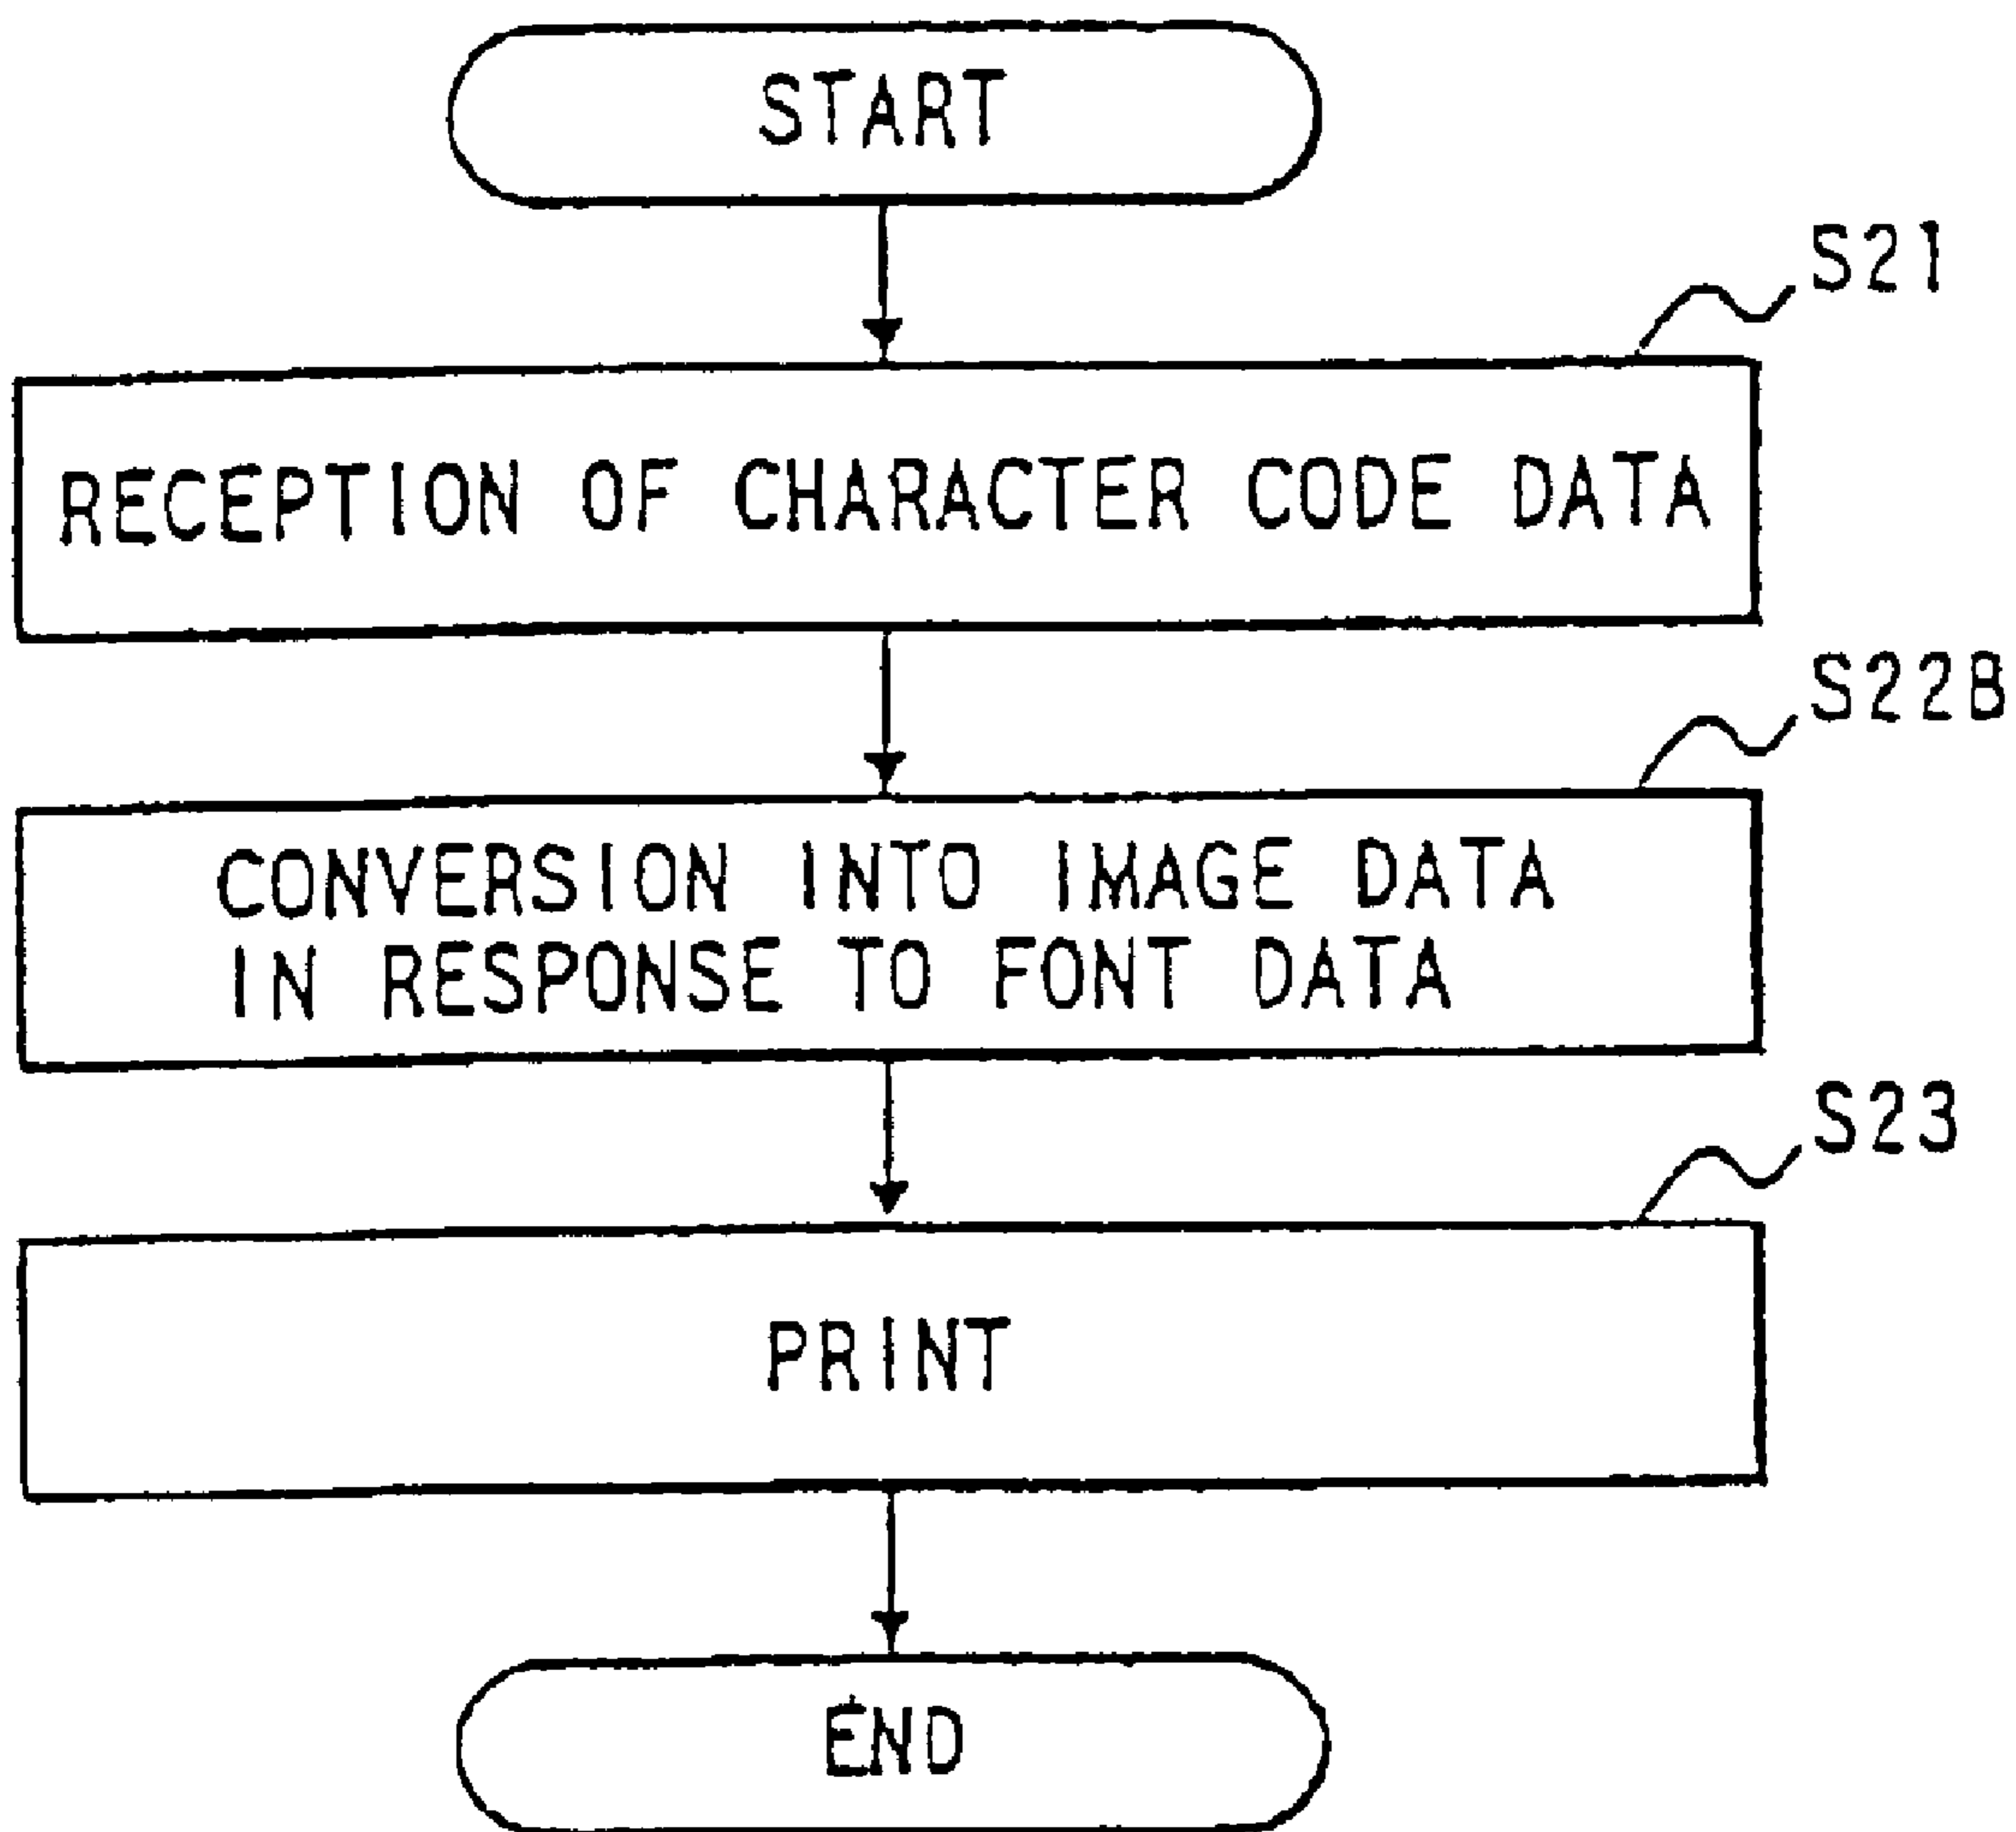 START
S21
RECEPTION OF CHARACTER CODE DATA
S22B
CONVERSION INTO IMAGE DATA
IN RESPONSE TO FONT DATA
S23
PRINT
END